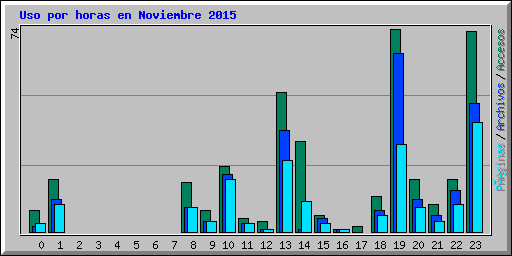 Uso por horas en Noviembre 2015
74
0 1 2 3 4 5 6 7 8 9 10 11 12 13 14 15 16 17 18 19 20 21 22 23
/ Archivos / Accesos